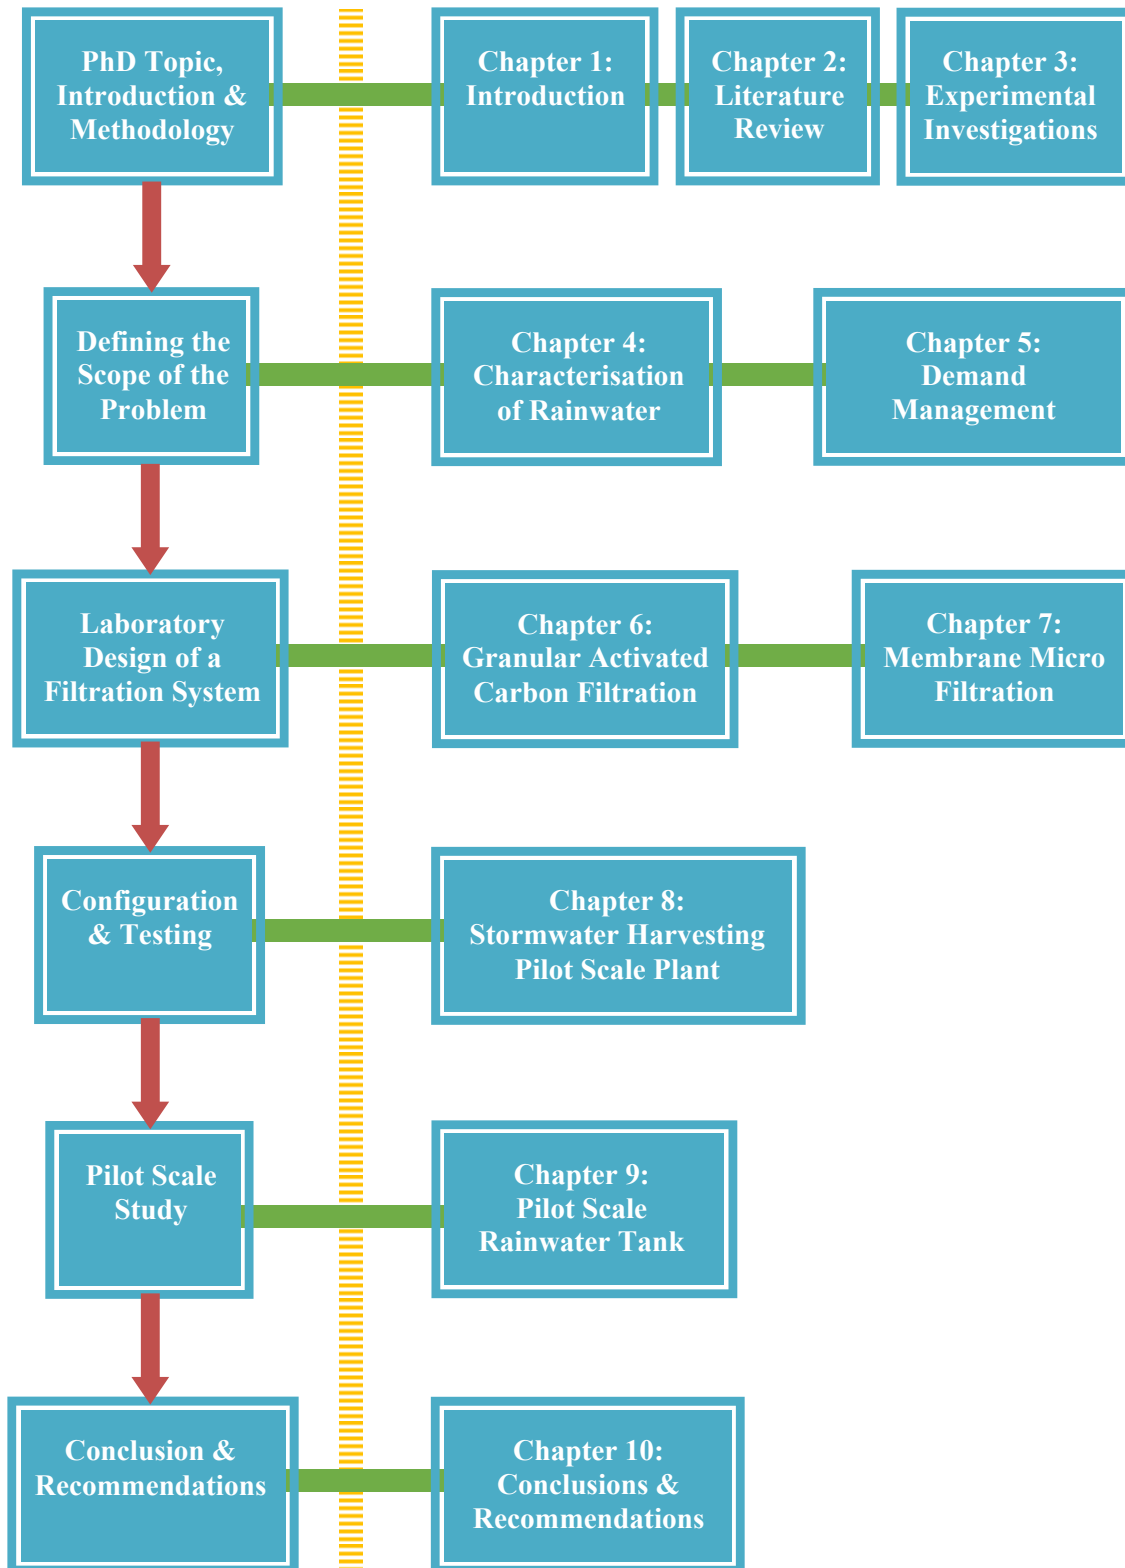 PhD Topic,
Introduction &
Methodology
Chapter 1:
Introduction
Chapter 2:
Literature
Review
Chapter 3:
Experimental
Investigations
Defining the
Scope of the
Problem
Chapter 4:
Characterisation
of Rainwater
Chapter 5:
Demand
Management
Laboratory
Design of a
Filtration System
Chapter 6:
Granular Activated
Carbon Filtration
Chapter 7:
Membrane Micro
Filtration
Configuration
& Testing
Chapter 8:
Stormwater Harvesting
Pilot Scale Plant
Pilot Scale
Study
Chapter 9:
Pilot Scale
Rainwater Tank
Conclusion &
Recommendations
Chapter 10:
Conclusions &
Recommendations